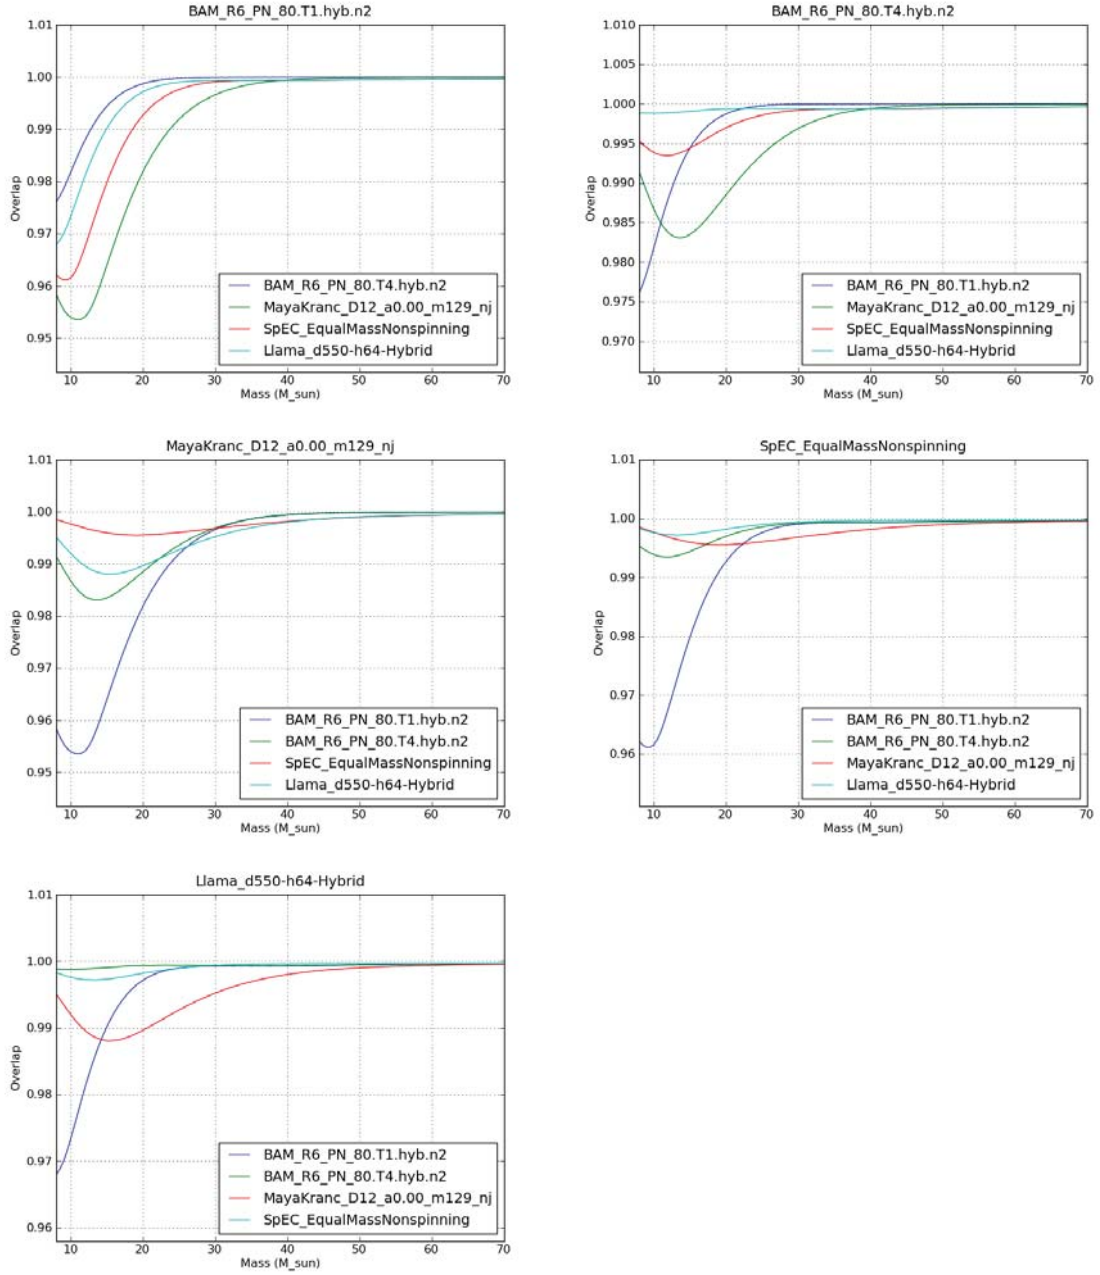 BAM_R6_PN_80.T1.hyb.n2
1.01
1.00
0.99
0.98
0.97
0.96
0.95
Overlap
BAM_R6_PN_80.T4.hyb.n2
MayaKranc_D12_a0.00_m129_nj
SpEC_EqualMassNonspinning
Llama_d550-h64-Hybrid
10 20 30 40 50 60 70
Mass (M_sun)
BAM_R6_PN_80.T4.hyb.n2
1.010
1.005
1.000
0.995
0.990
0.985
0.980
0.975
0.970
Overlap
BAM_R6_PN_80.T1.hyb.n2
MayaKranc_D12_a0.00_m129_nj
SpEC_EqualMassNonspinning
Llama_d550-h64-Hybrid
10 20 30 40 50 60 70
Mass (M_sun)
MayaKranc_D12_a0.00_m129_nj
1.01
1.00
0.99
0.98
0.97
0.96
0.95
Overlap
BAM_R6_PN_80.T1.hyb.n2
BAM_R6_PN_80.T4.hyb.n2
SpEC_EqualMassNonspinning
Llama_d550-h64-Hybrid
10 20 30 40 50 60 70
Mass (M_sun)
SpEC_EqualMassNonspinning
1.01
1.00
0.99
0.98
0.97
0.96
Overlap
BAM_R6_PN_80.T1.hyb.n2
BAM_R6_PN_80.T4.hyb.n2
MayaKranc_D12_a0.00_m129_nj
Llama_d550-h64-Hybrid
10 20 30 40 50 60 70
Mass (M_sun)
Llama_d550-h64-Hybrid
1.01
1.00
0.99
0.98
0.97
0.96
Overlap
BAM_R6_PN_80.T1.hyb.n2
BAM_R6_PN_80.T4.hyb.n2
MayaKranc_D12_a0.00_m129_nj
SpEC_EqualMassNonspinning
10 20 30 40 50 60 70
Mass (M_sun)